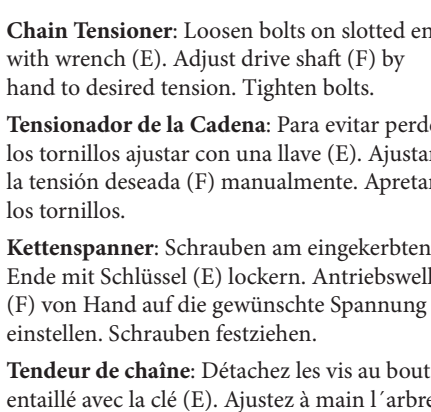 Chain Tensioner: Loosen bolts on slotted en
with wrench (E). Adjust drive shaft (F) by
hand to desired tension. Tighten bolts.
Tensionador de la Cadena: Para evitar perde
los tornillos ajustar con una llave (E). Ajustar
la tensión deseada (F) manualmente. Apretar
los tornillos.
Kettenspanner: Schrauben am eingekerbten
Ende mit Schlüssel (E) lockern. Antriebswell
(F) von Hand auf die gewünschte Spannung
einstellen. Schrauben festziehen.
Tendeur de chaîne: Détachez les vis au bout
entaillé avec la clé (E). Ajustez à main l´arbre